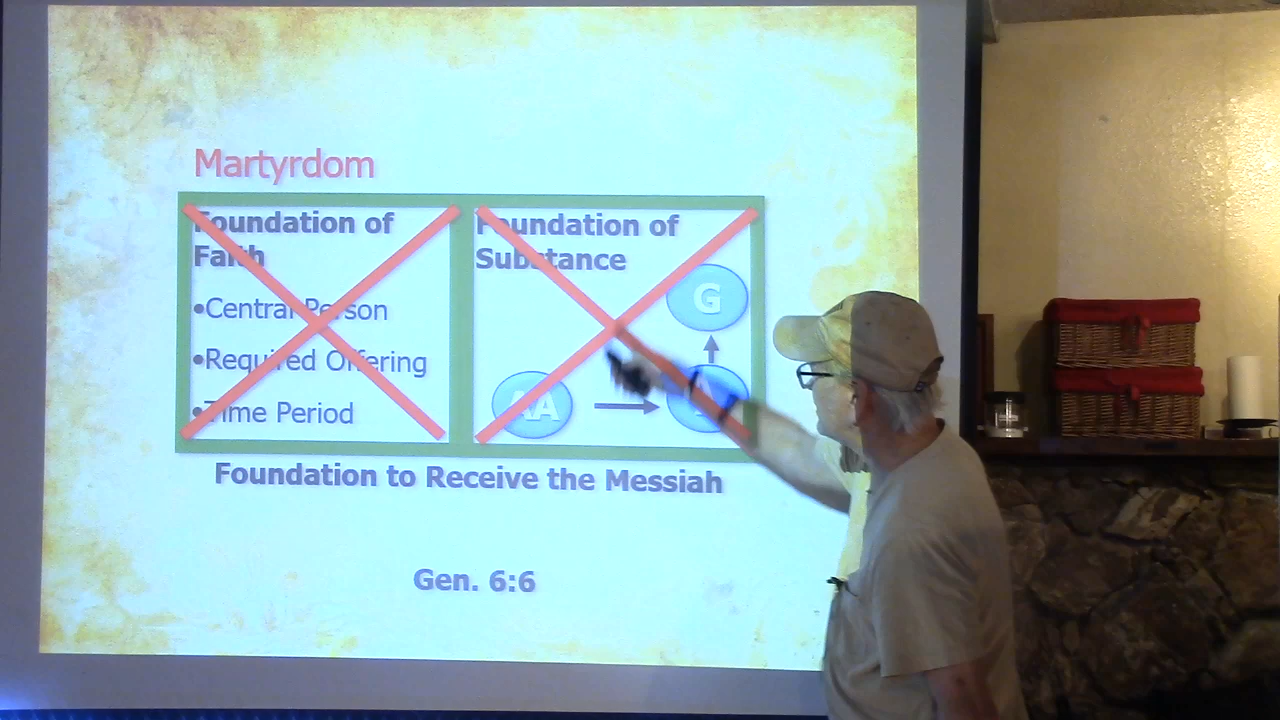 Martyrdom
Foundation of
Faith
•Central Person
•Required Offering
•Time Period
Foundation of
Substance
G
AA
A
Foundation to Receive the Messiah
Gen. 6:6